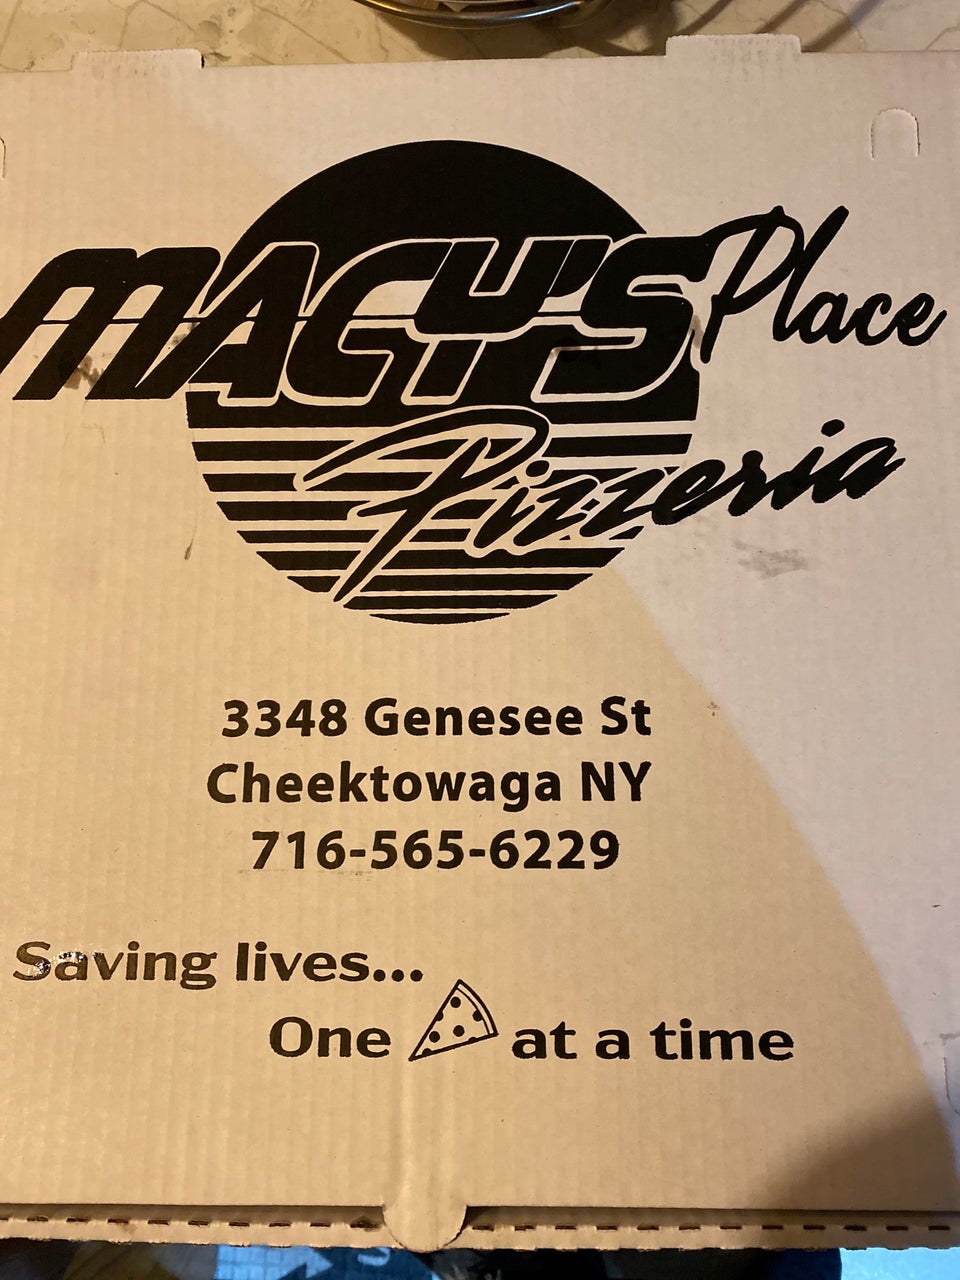 MACY'S Place
Pizzeria
3348 Genesee St
Cheektowaga NY
716-565-6229
Saving lives...
One at a time